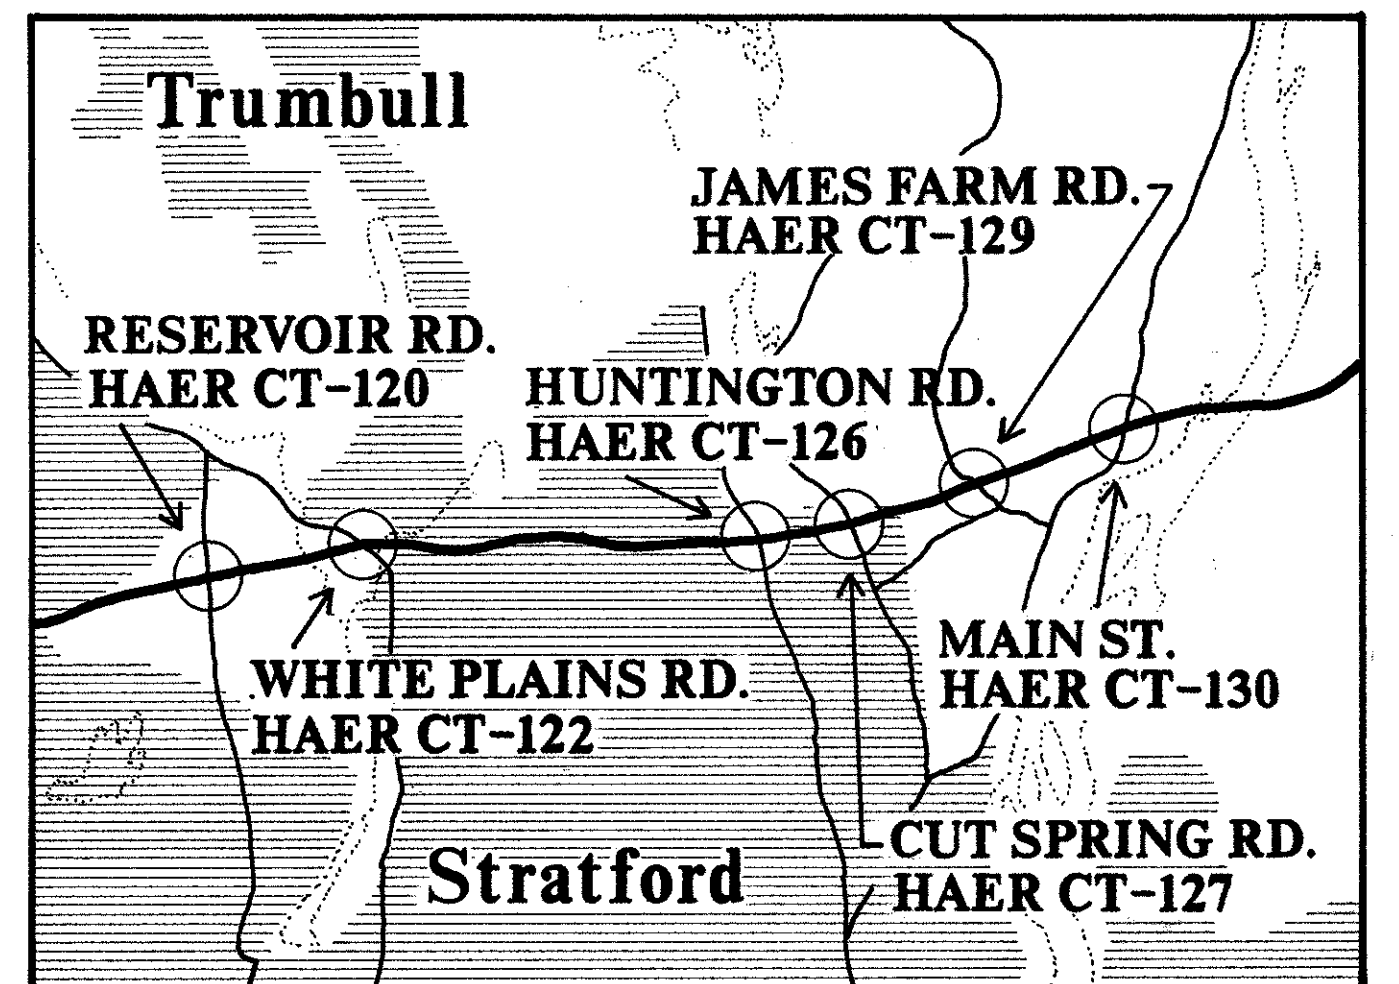 Trumbull
JAMES FARM RD.
HAER CT-129
RESERVOIR RD.
HAER CT-120
HUNTINGTON RD.
HAER CT-126
MAIN ST.
HAER CT-130
WHITE PLAINS RD.
HAER CT-122
CUT SPRING RD.
HAER CT-127
Stratford